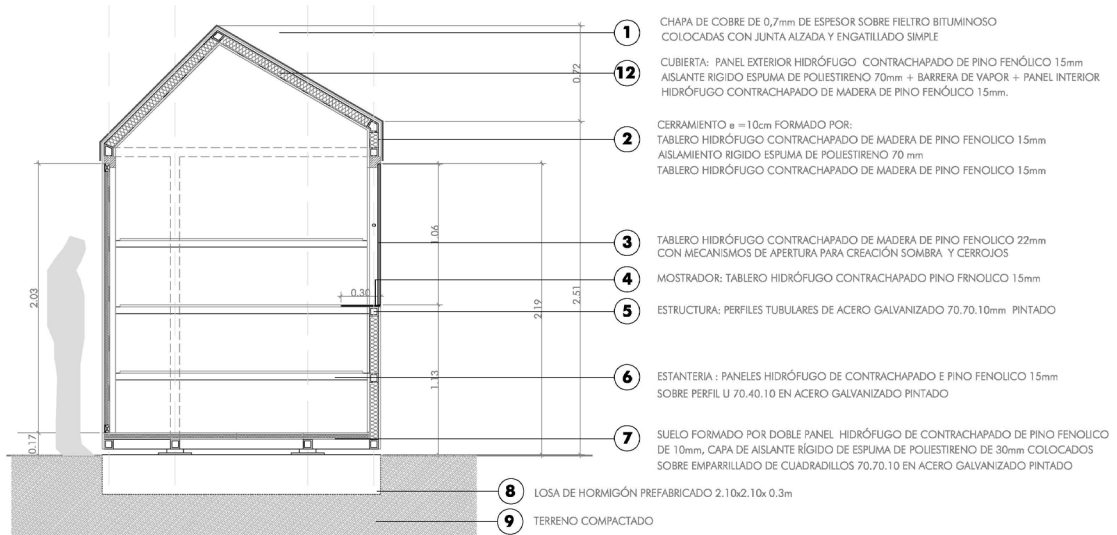 1 CHAPA DE COBRE DE 0,7mm DE ESPESOR SOBRE FIELTRO BITUMINOSO
COLOCADAS CON JUNTA ALZADA Y ENGATILLADO SIMPLE
12 CUBIERTA: PANEL EXTERIOR HIDRÓFUGO CONTRACHAPADO DE PINO FENÓLICO 15mm
AISLANTE RIGIDO ESPUMA DE POLIESTIRENO 70mm + BARRERA DE VAPOR + PANEL INTERIOR
HIDRÓFUGO CONTRACHAPADO DE MADERA DE PINO FENÓLICO 15mm.
0.72
CERRAMIENTO e =10cm FORMADO POR:
2 TABLERO HIDRÓFUGO CONTRACHAPADO DE MADERA DE PINO FENOLICO 15mm
AISLAMIENTO RIGIDO ESPUMA DE POLIESTIRENO 70 mm
TABLERO HIDRÓFUGO CONTRACHAPADO DE MADERA DE PINO FENOLICO 15mm
1.06
3 TABLERO HIDRÓFUGO CONTRACHAPADO DE MADERA DE PINO FENOLICO 22mm
CON MECANISMOS DE APERTURA PARA CREACIÓN SOMBRA Y CERROJOS
4 MOSTRADOR: TABLERO HIDRÓFUGO CONTRACHAPADO PINO FRNOLICO 15mm
0.30
2.03
2.19
2.51
5 ESTRUCTURA: PERFILES TUBULARES DE ACERO GALVANIZADO 70.70.10mm PINTADO
1.13
6 ESTANTERIA : PANELES HIDRÓFUGO DE CONTRACHAPADO E PINO FENOLICO 15mm
SOBRE PERFIL U 70.40.10 EN ACERO GALVANIZADO PINTADO
0.17
7 SUELO FORMADO POR DOBLE PANEL HIDRÓFUGO DE CONTRACHAPADO DE PINO FENOLICO
DE 10mm, CAPA DE AISLANTE RÍGIDO DE ESPUMA DE POLIESTIRENO DE 30mm COLOCADOS
SOBRE EMPARRILLADO DE CUADRADILLOS 70.70.10 EN ACERO GALVANIZADO PINTADO
8 LOSA DE HORMIGÓN PREFABRICADO 2.10x2.10x 0.3m
9 TERRENO COMPACTADO